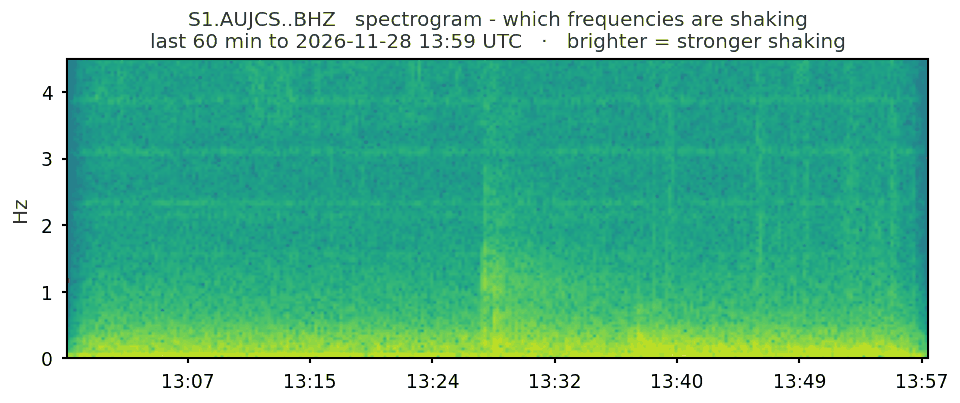 S1.AUJCS..BHZ   spectrogram - which frequencies are shaking
last 60 min to 2026-11-28 13:59 UTC   ·   brighter = stronger shaking
4
3
2
1
0
Hz
13:07 13:15 13:24 13:32 13:40 13:49 13:57